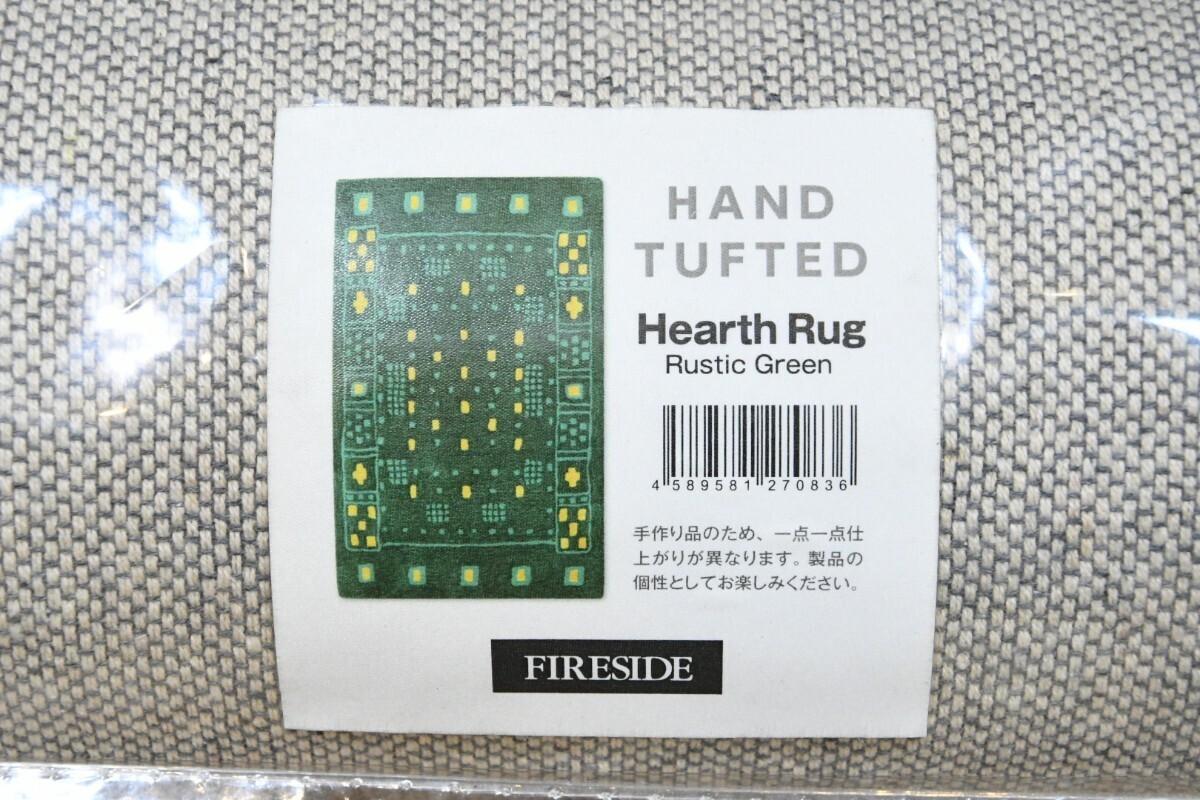 HAND
TUFTED
Hearth Rug
Rustic Green
4 589581 270836
手作り品のため、一点一点仕
上がりが異なります。製品の
個性としてお楽しみください。
FIRESIDE